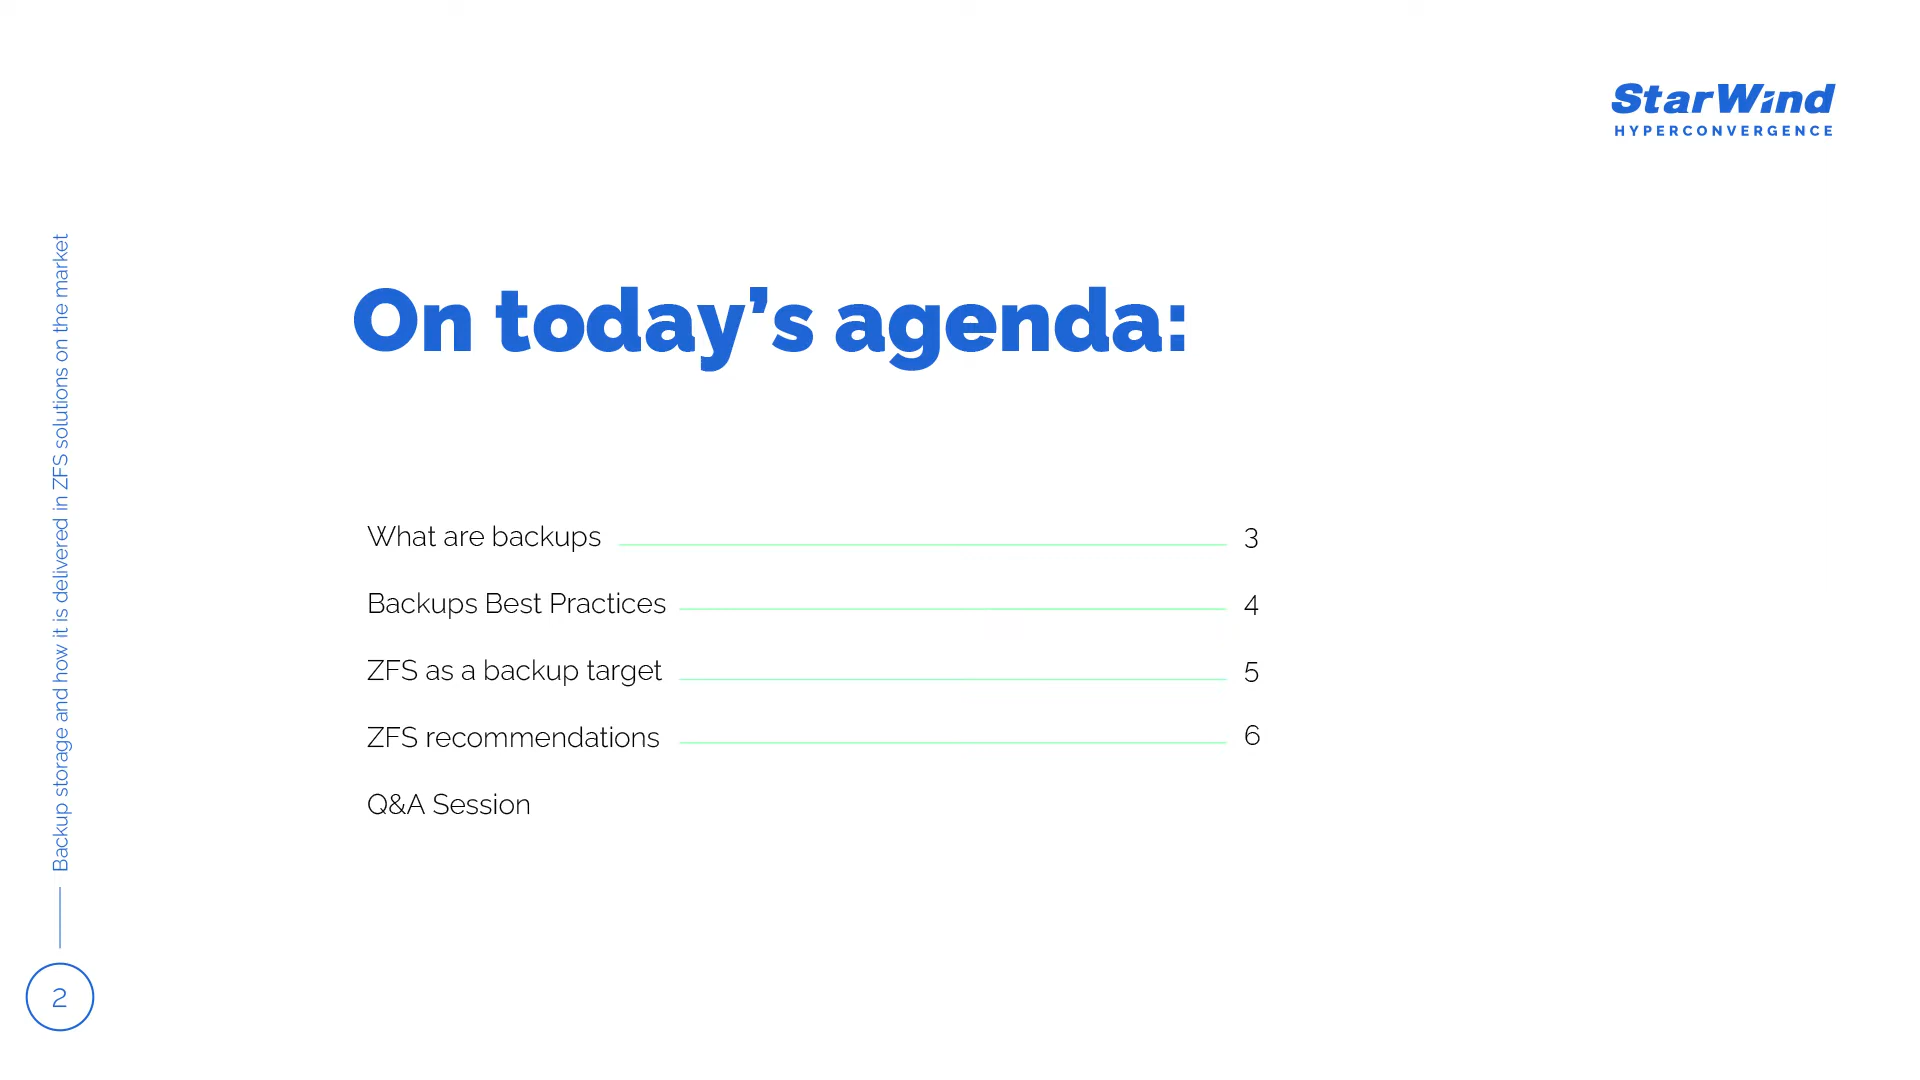 StarWind
HYPERCONVERGENCE
On today’s agenda:
What are backups 3
Backups Best Practices 4
ZFS as a backup target 5
ZFS recommendations 6
Q&A Session
Backup storage and how it is delivered in ZFS solutions on the market
2